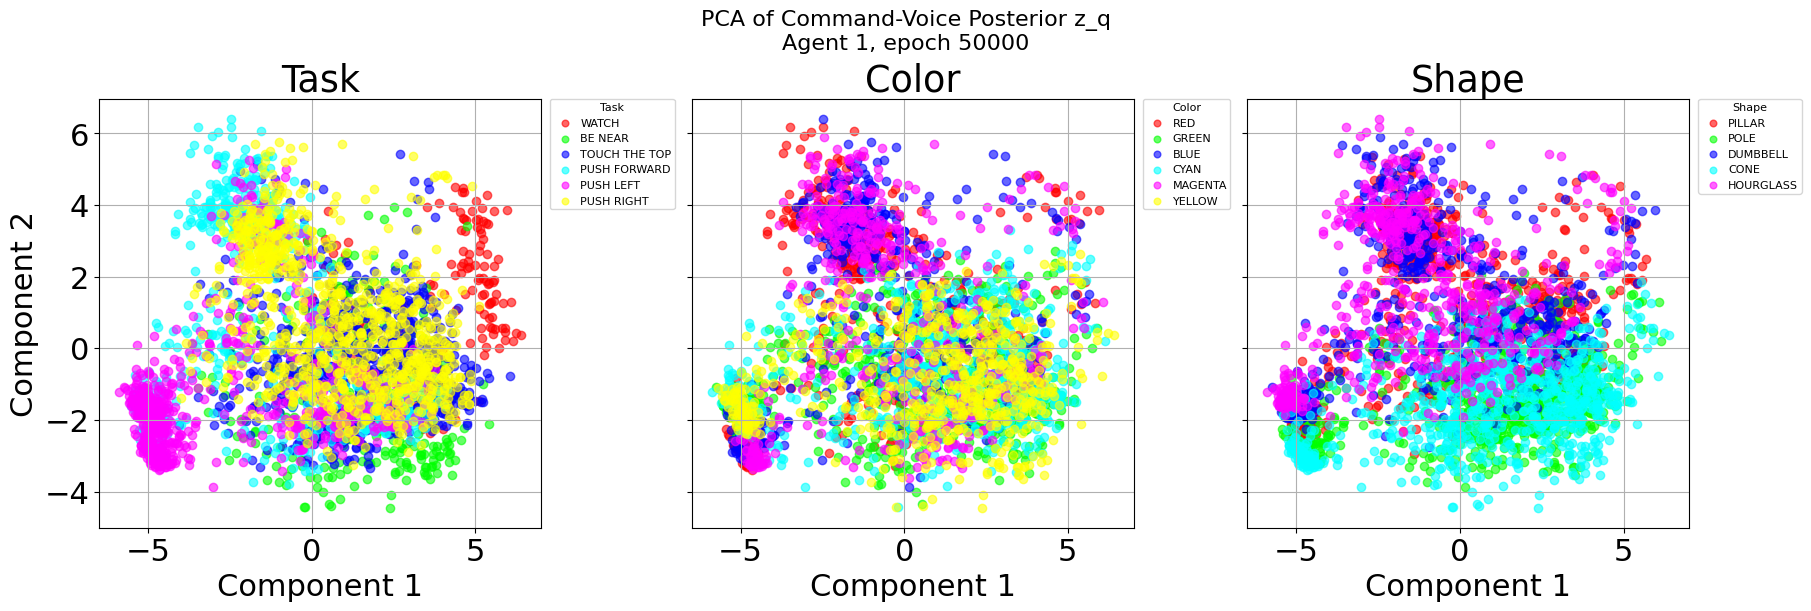 PCA of Command-Voice Posterior z_q
Agent 1, epoch 50000
Task
Color
Shape
Component 2
6
4
2
0
−2
−4
−5 0 5
−5 0 5
−5 0 5
Component 1
Component 1
Component 1
Task
WATCH
BE NEAR
TOUCH THE TOP
PUSH FORWARD
PUSH LEFT
PUSH RIGHT
Color
RED
GREEN
BLUE
CYAN
MAGENTA
YELLOW
Shape
PILLAR
POLE
DUMBBELL
CONE
HOURGLASS